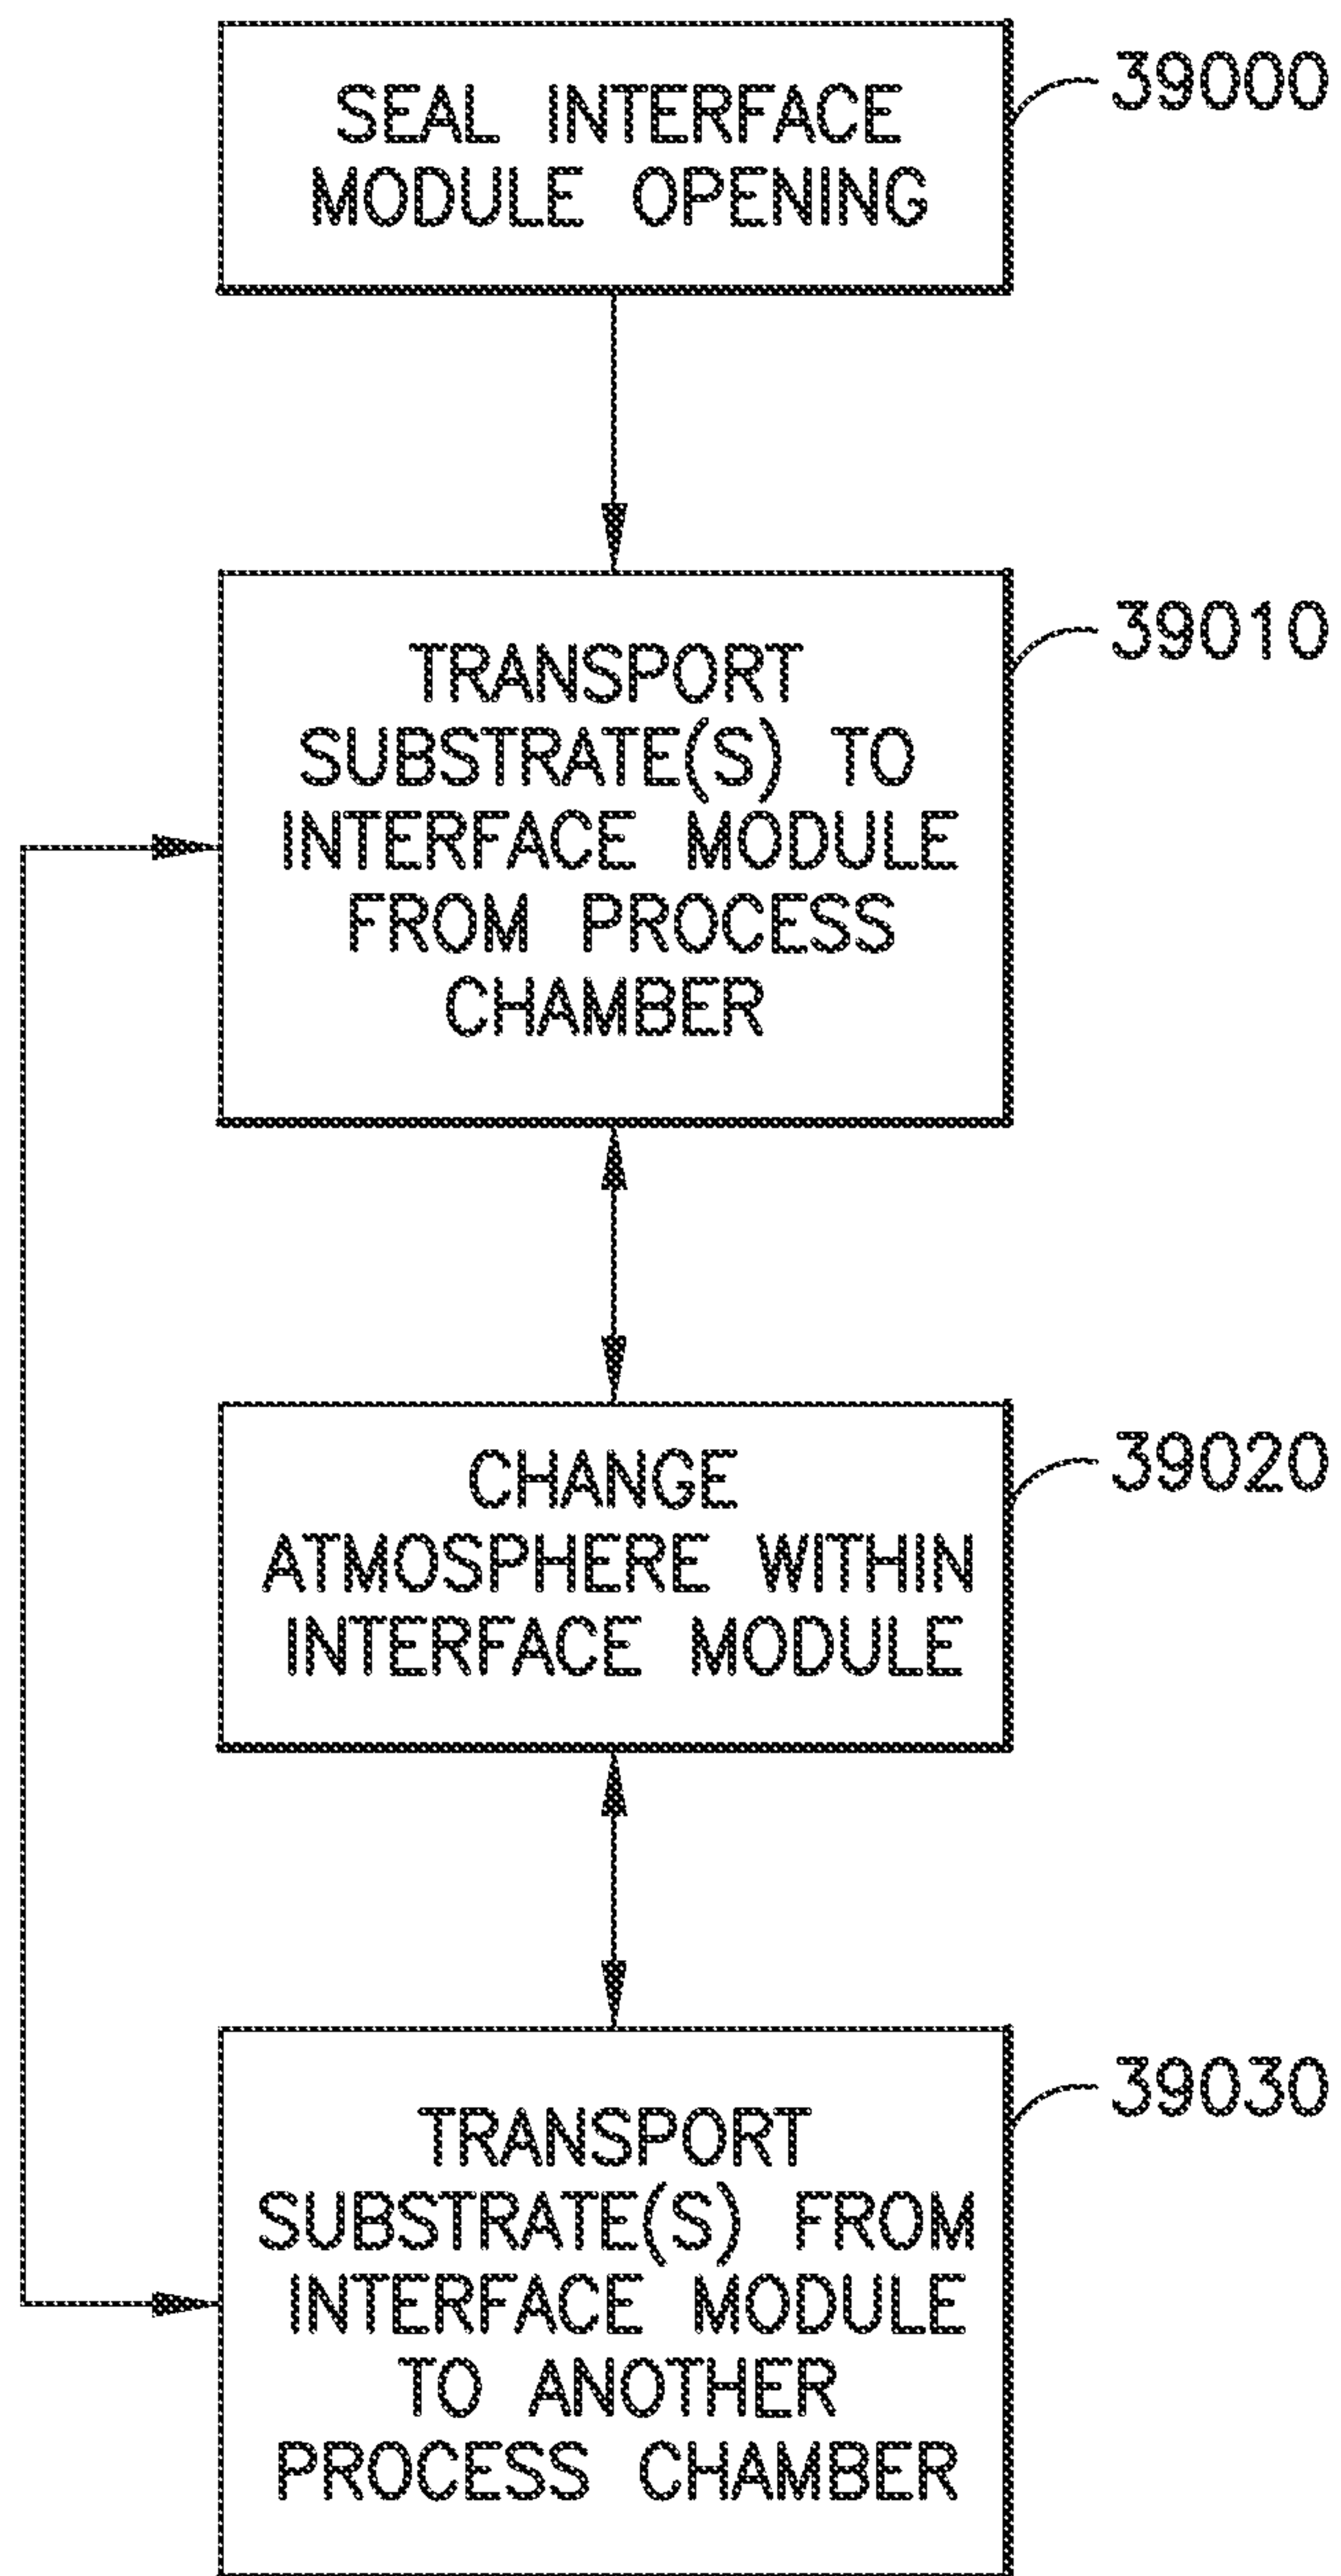 SEAL INTERFACE
MODULE OPENING
39000
TRANSPORT
SUBSTRATE(S) TO
INTERFACE MODULE
FROM PROCESS
CHAMBER
39010
CHANGE
ATMOSPHERE WITHIN
INTERFACE MODULE
39020
TRANSPORT
SUBSTRATE(S) FROM
INTERFACE MODULE
TO ANOTHER
PROCESS CHAMBER
39030